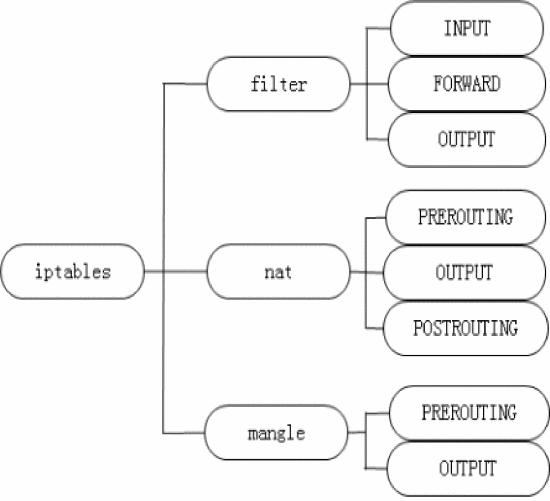 iptables
filter
INPUT
FORWARD
OUTPUT
nat
PREROUTING
OUTPUT
POSTROUTING
mangle
PREROUTING
OUTPUT